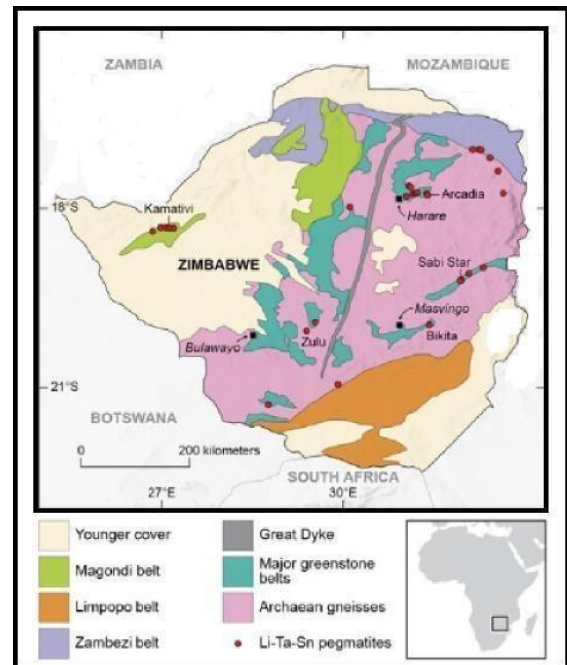 ZAMBIA
MOZAMBIQUE
Kamativi
18°S
Arcadia
Harare
ZIMBABWE
Sabi Star
Masvingo
Bulawayo
Zulu
Bikita
21°S
BOTSWANA
0 200 kilometers
SOUTH AFRICA
27°E
30°E
Younger cover
Great Dyke
Magondi belt
Major greenstone
belts
Limpopo belt
Archaean gneisses
Zambezi belt
Li-Ta-Sn pegmatites